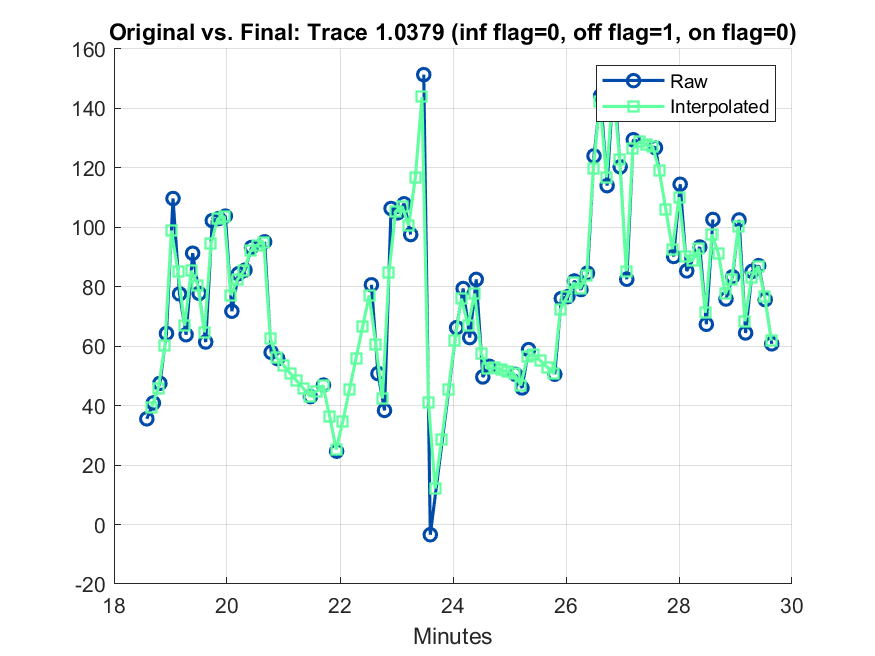 Original vs. Final: Trace 1.0379 (inf flag=0, off flag=1, on flag=0)
160
140
120
100
80
60
40
20
0
-20
18 20 22 24 26 28 30
Minutes
Raw
Interpolated